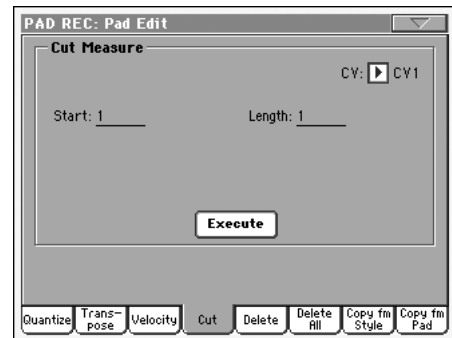 PAD REC: Pad Edit
Cut Measure
CV: CV1
Start: 1 Length: 1
Execute
Quantize Trans-pose Velocity Cut Delete Delete All Copy fm Style Copy fm Pad